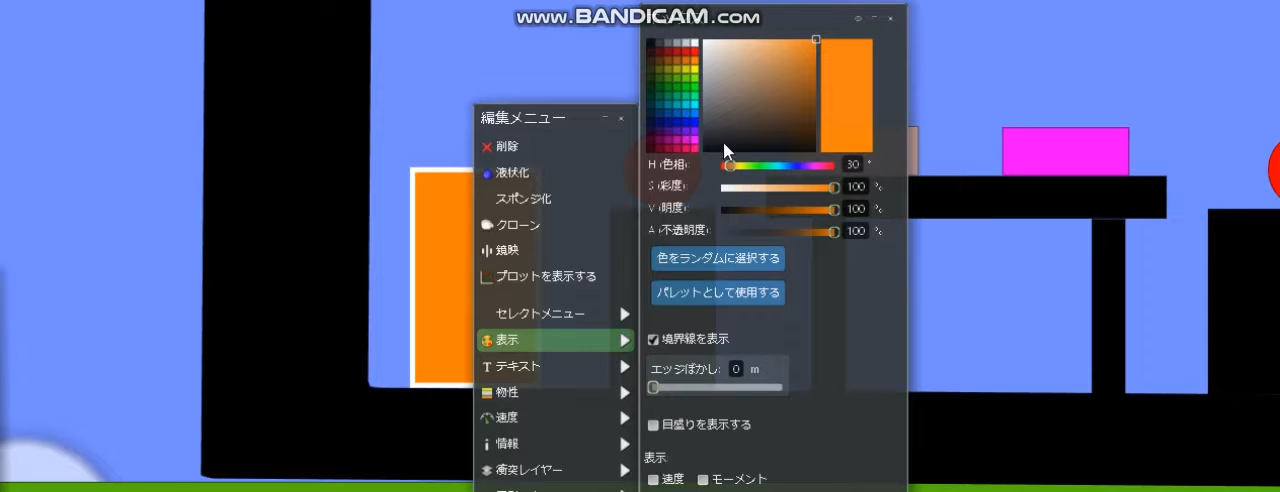 www.BANDICAM.com
編集メニュー
削除
液状化
スポンジ化
クローン
鏡映
プロットを表示する
セレクトメニュー
表示
テキスト
物性
速度
情報
衝突レイヤー
H (色相): 30 °
S (彩度): 100 %
V (明度): 100 %
A (不透明度): 100 %
色をランダムに選択する
パレットとして使用する
境界線を表示
エッジぼかし: 0 m
目盛りを表示する
表示:
速度 モーメント